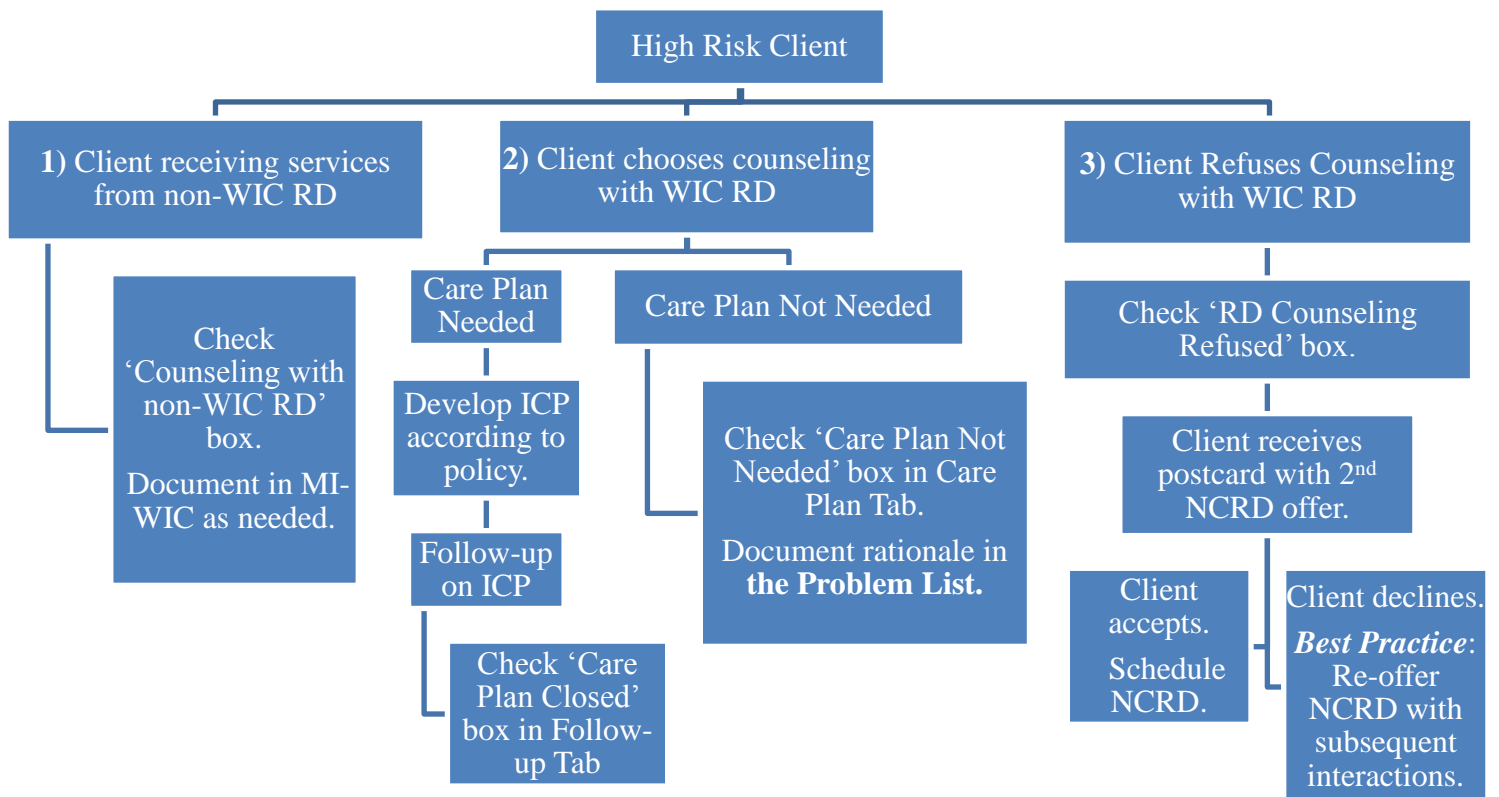 High Risk Client
1) Client receiving services
from non-WIC RD
Check
‘Counseling with
non-WIC RD’
box.
Document in MI-
WIC as needed.
2) Client chooses counseling
with WIC RD
Care Plan
Needed
Develop ICP
according to
policy.
Follow-up
on ICP
Check ‘Care
Plan Closed’
box in Follow-
up Tab
Care Plan Not Needed
Check ‘Care Plan Not
Needed’ box in Care
Plan Tab.
Document rationale in
the Problem List.
3) Client Refuses Counseling
with WIC RD
Check ‘RD Counseling
Refused’ box.
Client receives
postcard with 2nd
NCRD offer.
Client
accepts.
Schedule
NCRD.
Client declines.
Best Practice:
Re-offer
NCRD with
subsequent
interactions.